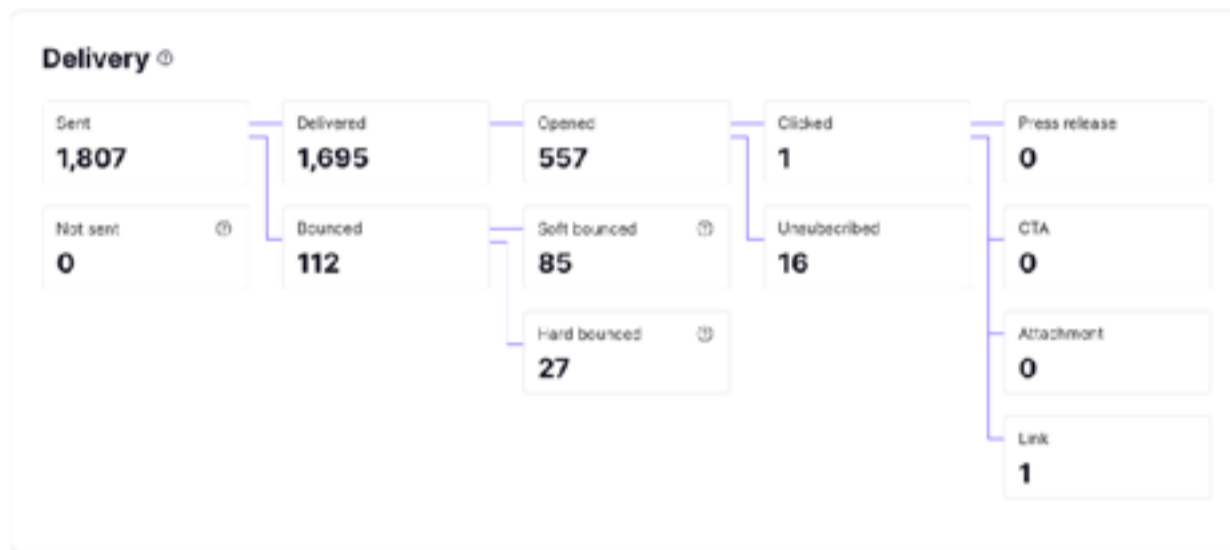 Delivery
Sent
1,807
Delivered
1,695
Opened
557
Clicked
1
Press release
0
Not sent
0
Bounced
112
Soft bounced
85
Unsubscribed
16
CTA
0
Hard bounced
27
Attachment
0
Link
1